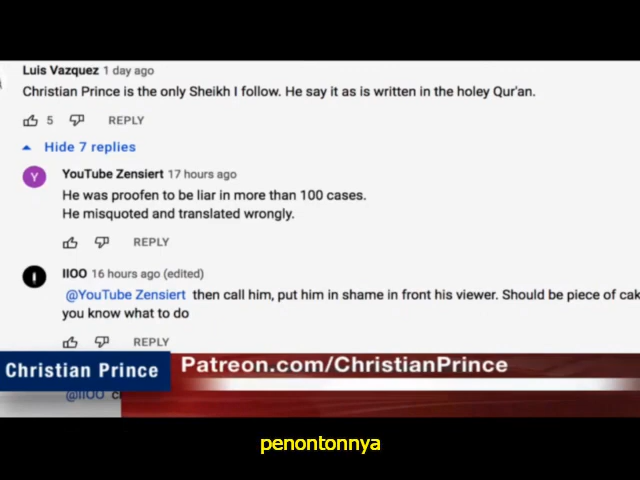 Luis Vazquez 1 day ago
Christian Prince is the only Sheikh I follow. He say it as is written in the holey Qur'an.
5 REPLY
Hide 7 replies
Y
YouTube Zensiert 17 hours ago
He was proofen to be liar in more than 100 cases.
He misquoted and translated wrongly.
REPLY
IIOO 16 hours ago (edited)
@YouTube Zensiert then call him, put him in shame in front his viewer. Should be piece of cak
you know what to do
REPLY
Christian Prince
Patreon.com/ChristianPrince
@IIOO
penontonnya